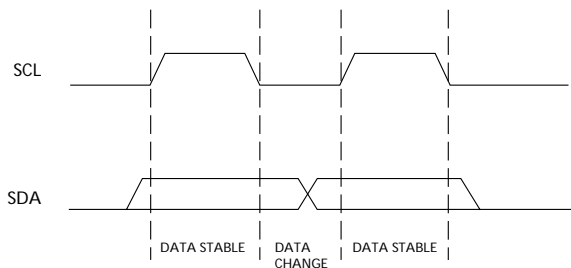 SCL
SDA
DATA STABLE
DATA
CHANGE
DATA STABLE